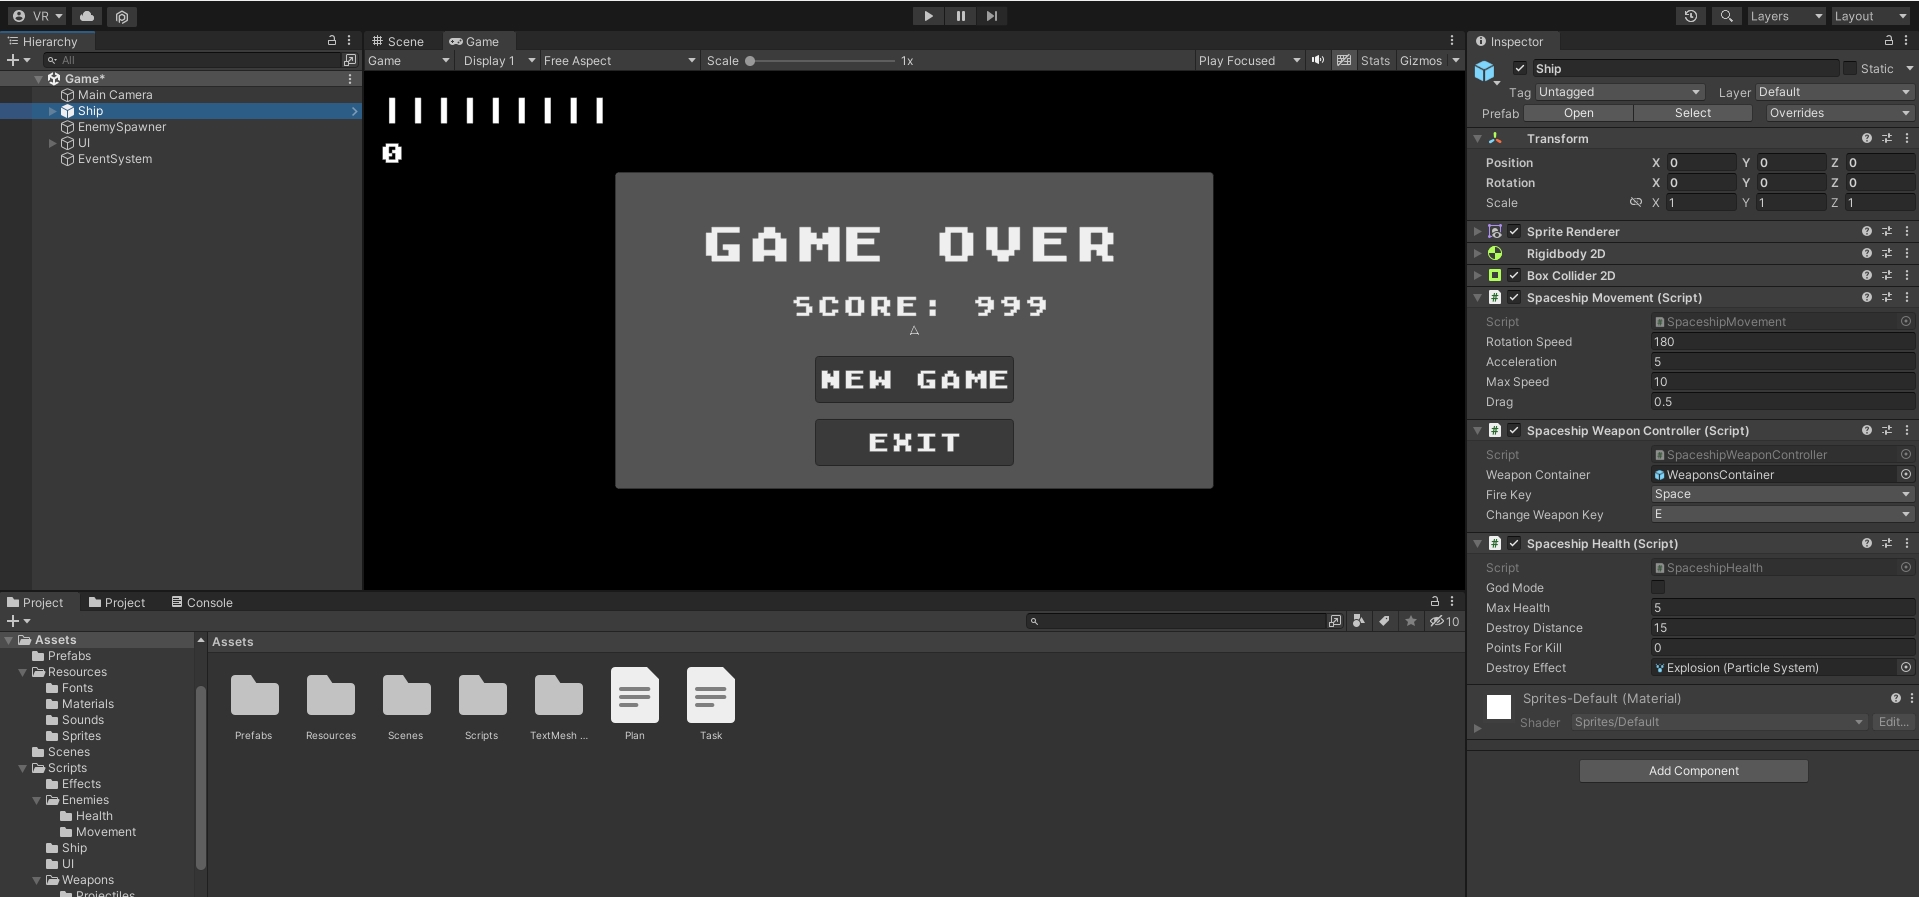 VR
Layers
Layout
Hierarchy
All
Game*
Main Camera
Ship
EnemySpawner
UI
EventSystem
Scene
Game
Game
Display 1
Free Aspect
Scale
1x
Play Focused
Stats
Gizmos
GAME OVER
SCORE: 999
NEW GAME
EXIT
Project
Project
Console
10
Assets
Prefabs
Resources
Fonts
Materials
Sounds
Sprites
Scenes
Scripts
Effects
Enemies
Health
Movement
Ship
UI
Weapons
Projectiles
Assets
Prefabs
Resources
Scenes
Scripts
TextMesh ...
Plan
Task
Inspector
Ship
Static
Tag Untagged Layer Default
Prefab Open Select Overrides
Transform
Position X 0 Y 0 Z 0
Rotation X 0 Y 0 Z 0
Scale X 1 Y 1 Z 1
Sprite Renderer
Rigidbody 2D
Box Collider 2D
Spaceship Movement (Script)
Script SpaceshipMovement
Rotation Speed 180
Acceleration 5
Max Speed 10
Drag 0.5
Spaceship Weapon Controller (Script)
Script SpaceshipWeaponController
Weapon Container WeaponsContainer
Fire Key Space
Change Weapon Key E
Spaceship Health (Script)
Script SpaceshipHealth
God Mode
Max Health 5
Destroy Distance 15
Points For Kill 0
Destroy Effect Explosion (Particle System)
Sprites-Default (Material)
Shader Sprites/Default Edit...
Add Component